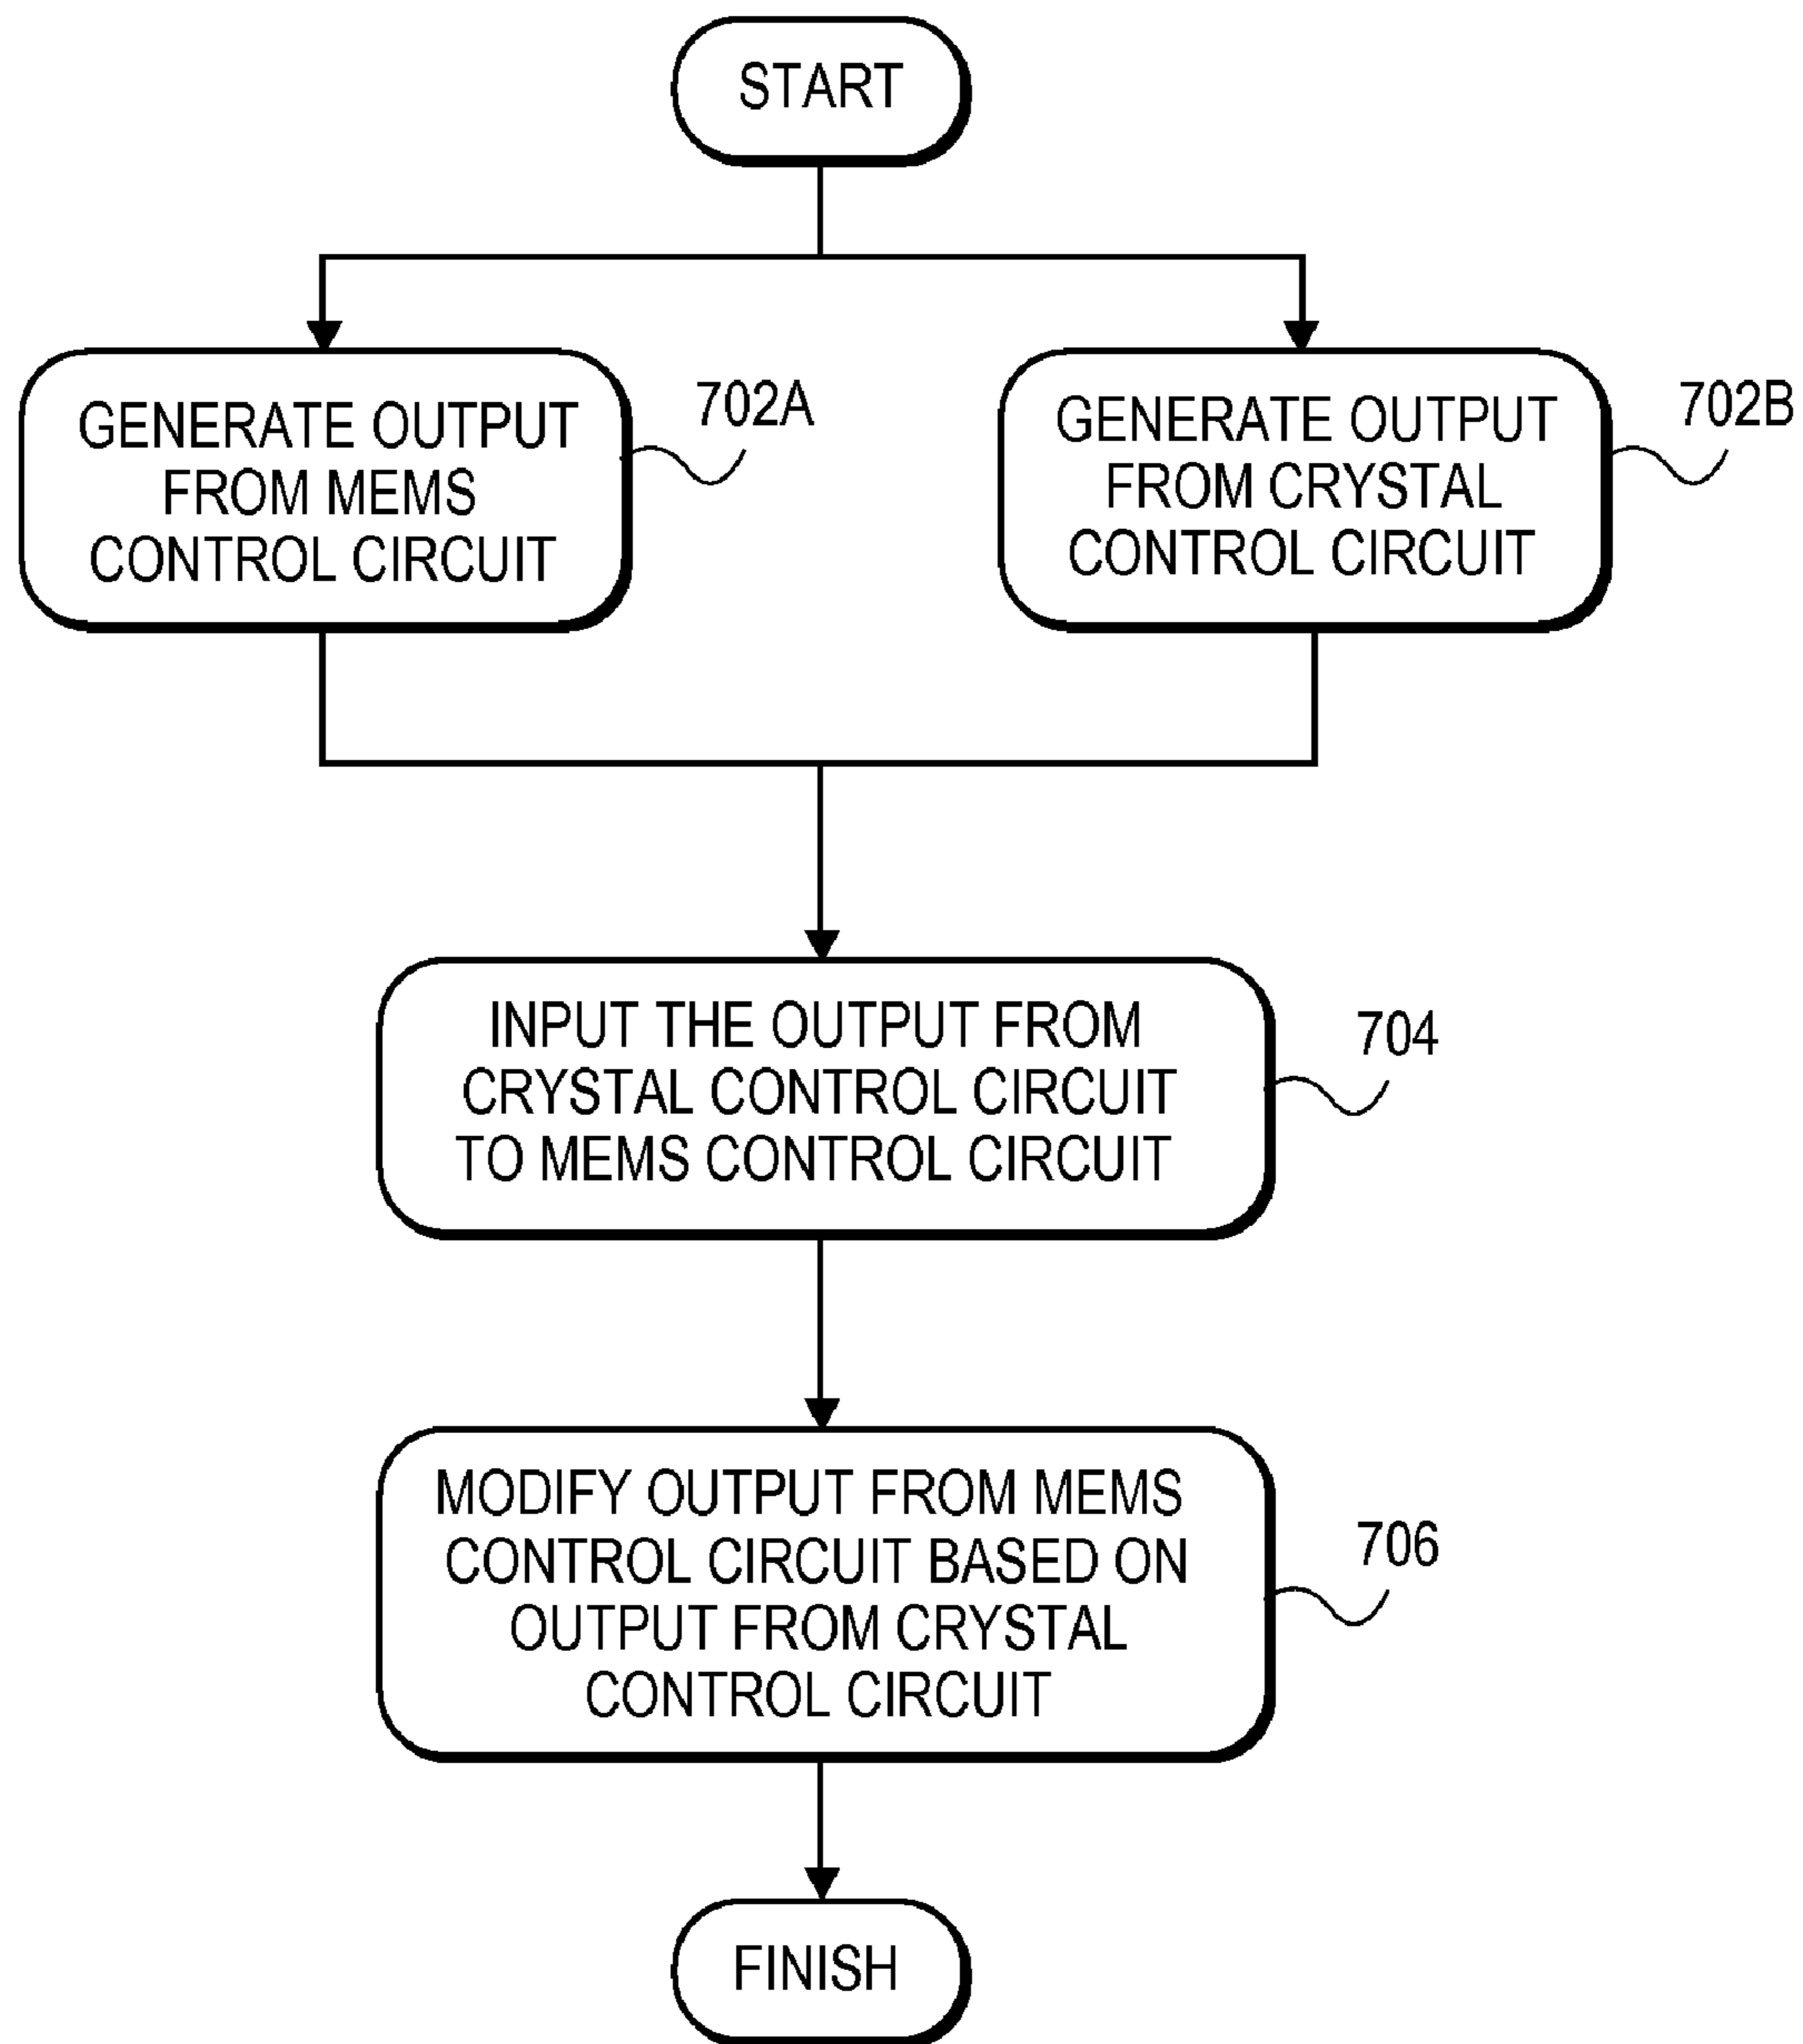 START
GENERATE OUTPUT
FROM MEMS
CONTROL CIRCUIT
702A
GENERATE OUTPUT
FROM CRYSTAL
CONTROL CIRCUIT
702B
INPUT THE OUTPUT FROM
CRYSTAL CONTROL CIRCUIT
TO MEMS CONTROL CIRCUIT
704
MODIFY OUTPUT FROM MEMS
CONTROL CIRCUIT BASED ON
OUTPUT FROM CRYSTAL
CONTROL CIRCUIT
706
FINISH